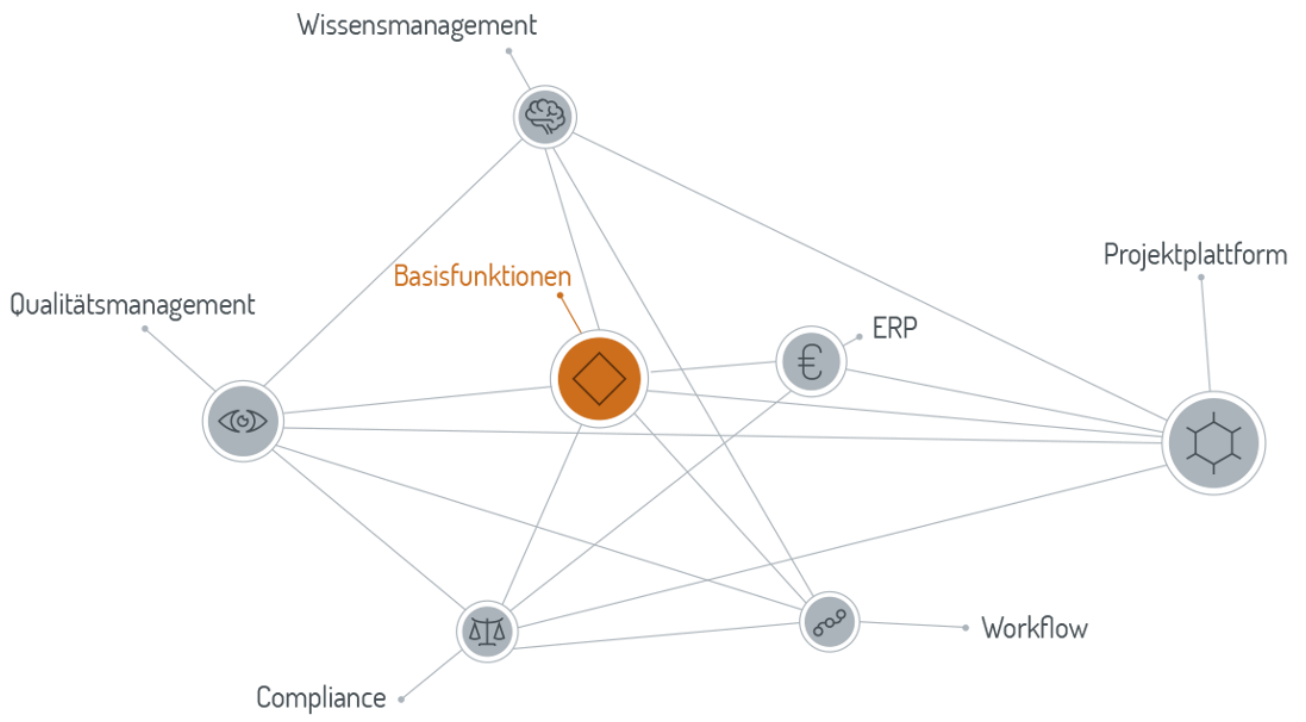 Wissensmanagement
Projektplattform
Basisfunktionen
Qualitätsmanagement
ERP
€
Workflow
Compliance